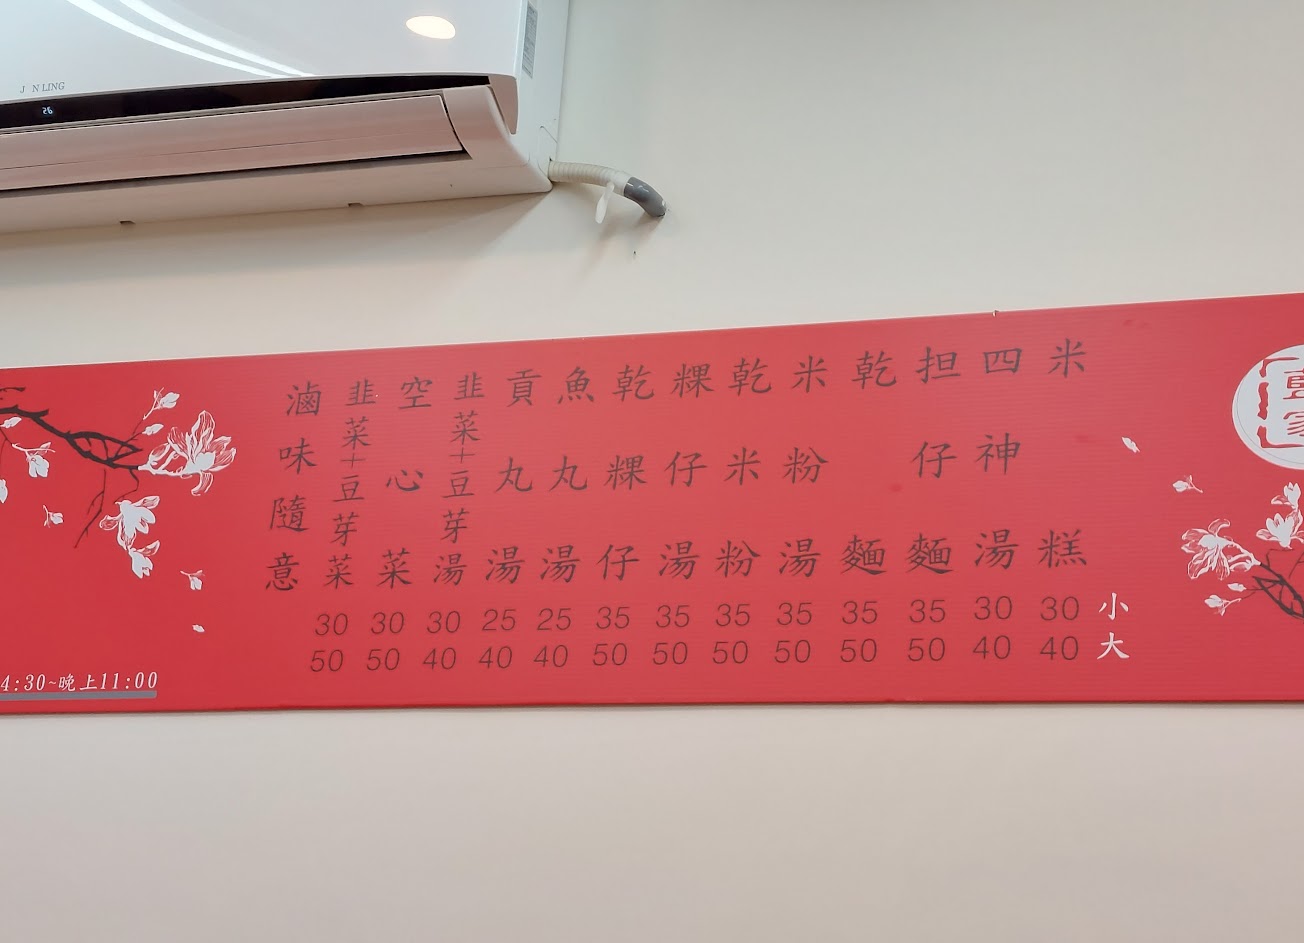 J NLING
26
米糕 30 40
四神湯 30 40
担仔麵 35 50
乾麵 35 50
米粉湯 35 50
乾米粉 35 50
粿仔湯 35 50
乾粿仔 35 50
魚丸湯 25 40
貢丸湯 25 40
韭菜+豆芽湯 30 40
空心菜 30 50
韭菜+豆芽菜 30 50
滷味隨意
小
大
4:30~晚上11:00